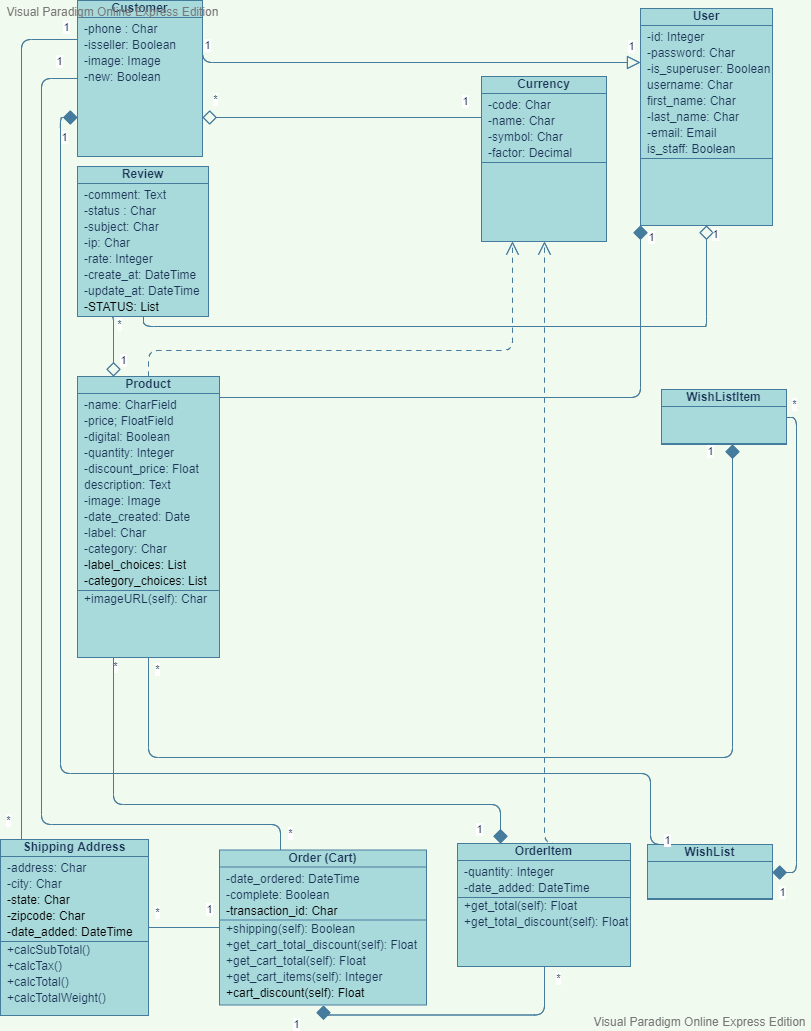 Visual Paradigm Online Express Edition
Customer
-phone : Char
-isseller: Boolean
-image: Image
-new: Boolean
1
1
1
1
*
1
1
User
-id: Integer
-password: Char
-is_superuser: Boolean
username: Char
first_name: Char
-last_name: Char
-email: Email
is_staff: Boolean
1
1
Currency
-code: Char
-name: Char
-symbol: Char
-factor: Decimal
Review
-comment: Text
-status : Char
-subject: Char
-ip: Char
-rate: Integer
-create_at: DateTime
-update_at: DateTime
-STATUS: List
*
1
Product
-name: CharField
-price; FloatField
-digital: Boolean
-quantity: Integer
-discount_price: Float
description: Text
-image: Image
-date_created: Date
-label: Char
-category: Char
-label_choices: List
-category_choices: List
+imageURL(self): Char
*
*
WishListItem
*
1
Shipping Address
-address: Char
-city: Char
-state: Char
-zipcode: Char
-date_added: DateTime
+calcSubTotal()
+calcTax()
+calcTotal()
+calcTotalWeight()
*
*
1
*
Order (Cart)
-date_ordered: DateTime
-complete: Boolean
-transaction_id: Char
+shipping(self): Boolean
+get_cart_total_discount(self): Float
+get_cart_total(self): Float
+get_cart_items(self): Integer
+cart_discount(self): Float
1
1
OrderItem
-quantity: Integer
-date_added: DateTime
+get_total(self): Float
+get_total_discount(self): Float
*
1
WishList
1
Visual Paradigm Online Express Edition